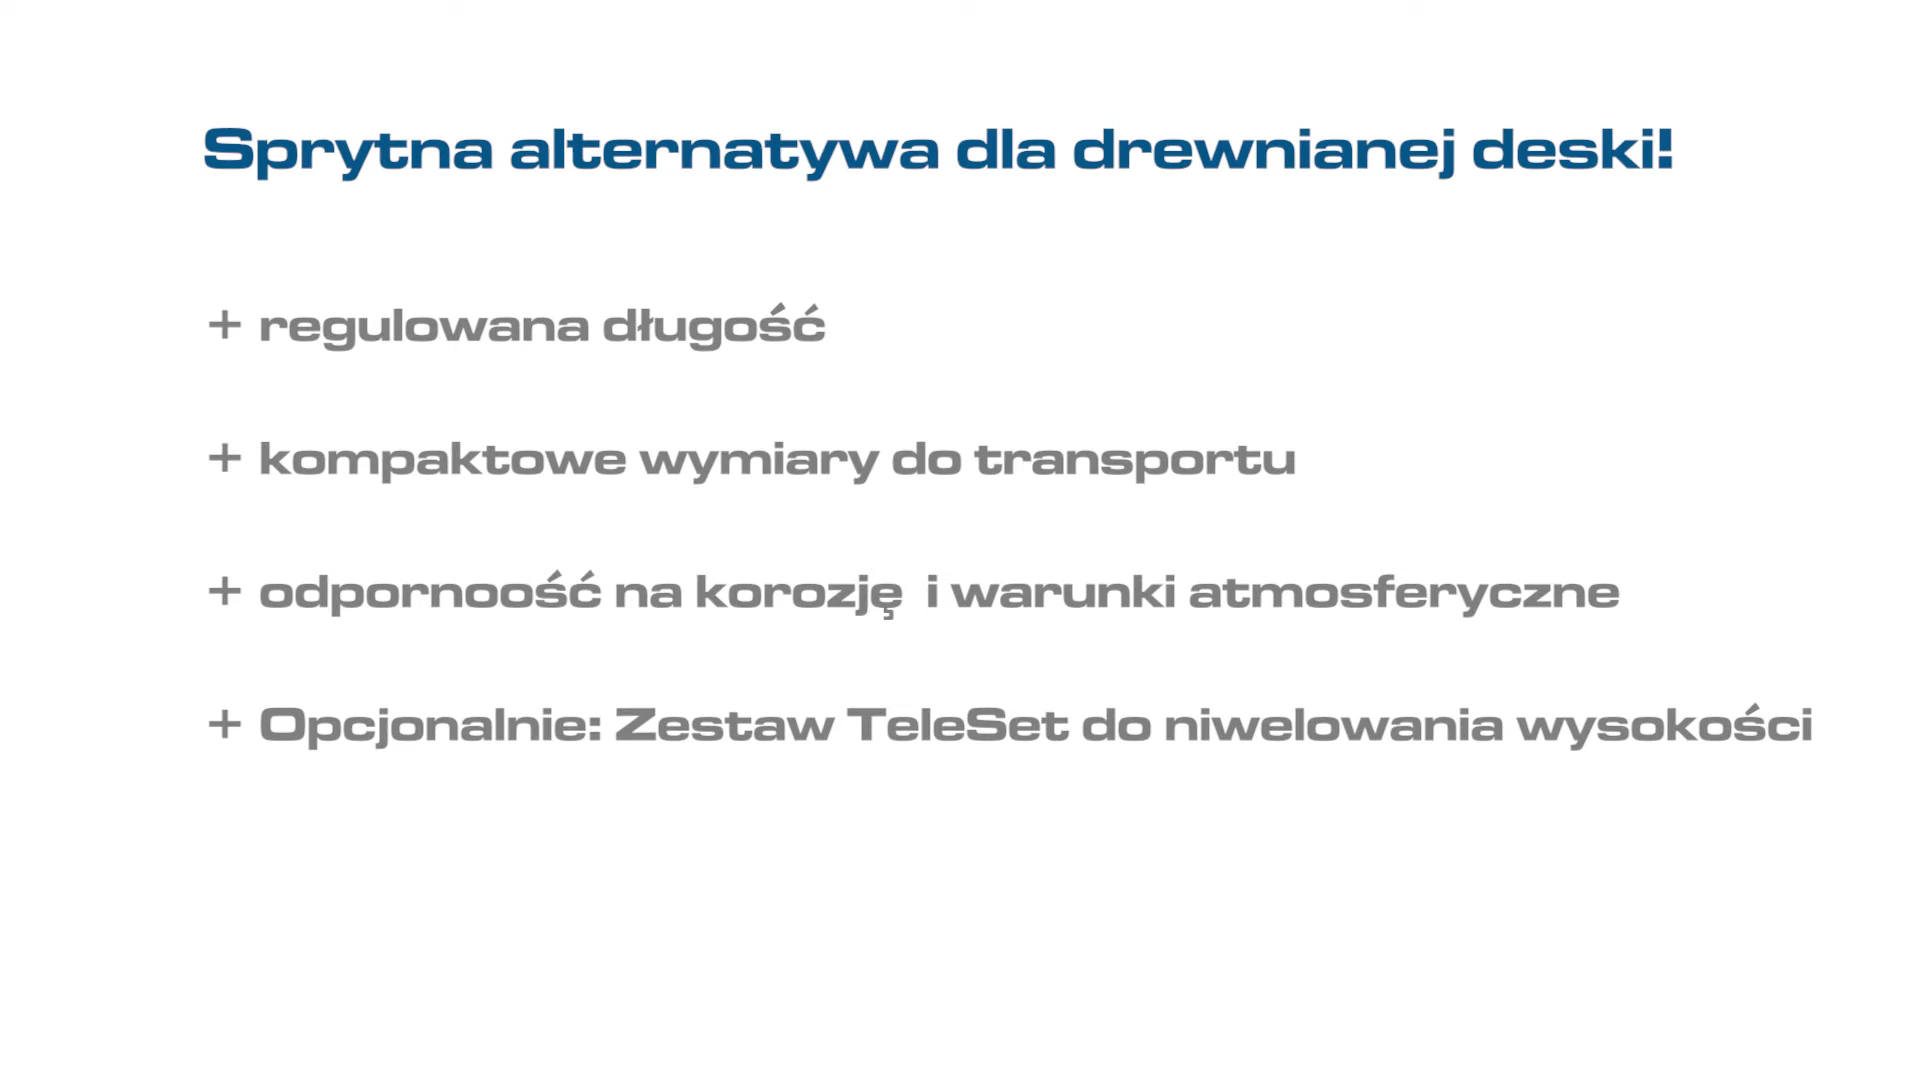 Sprytna alternatywa dla drewnianej deski!
+ regulowana długość
+ kompaktowe wymiary do transportu
+ odpornoość na korozję i warunki atmosferyczne
+ Opcjonalnie: Zestaw TeleSet do niwelowania wysokości